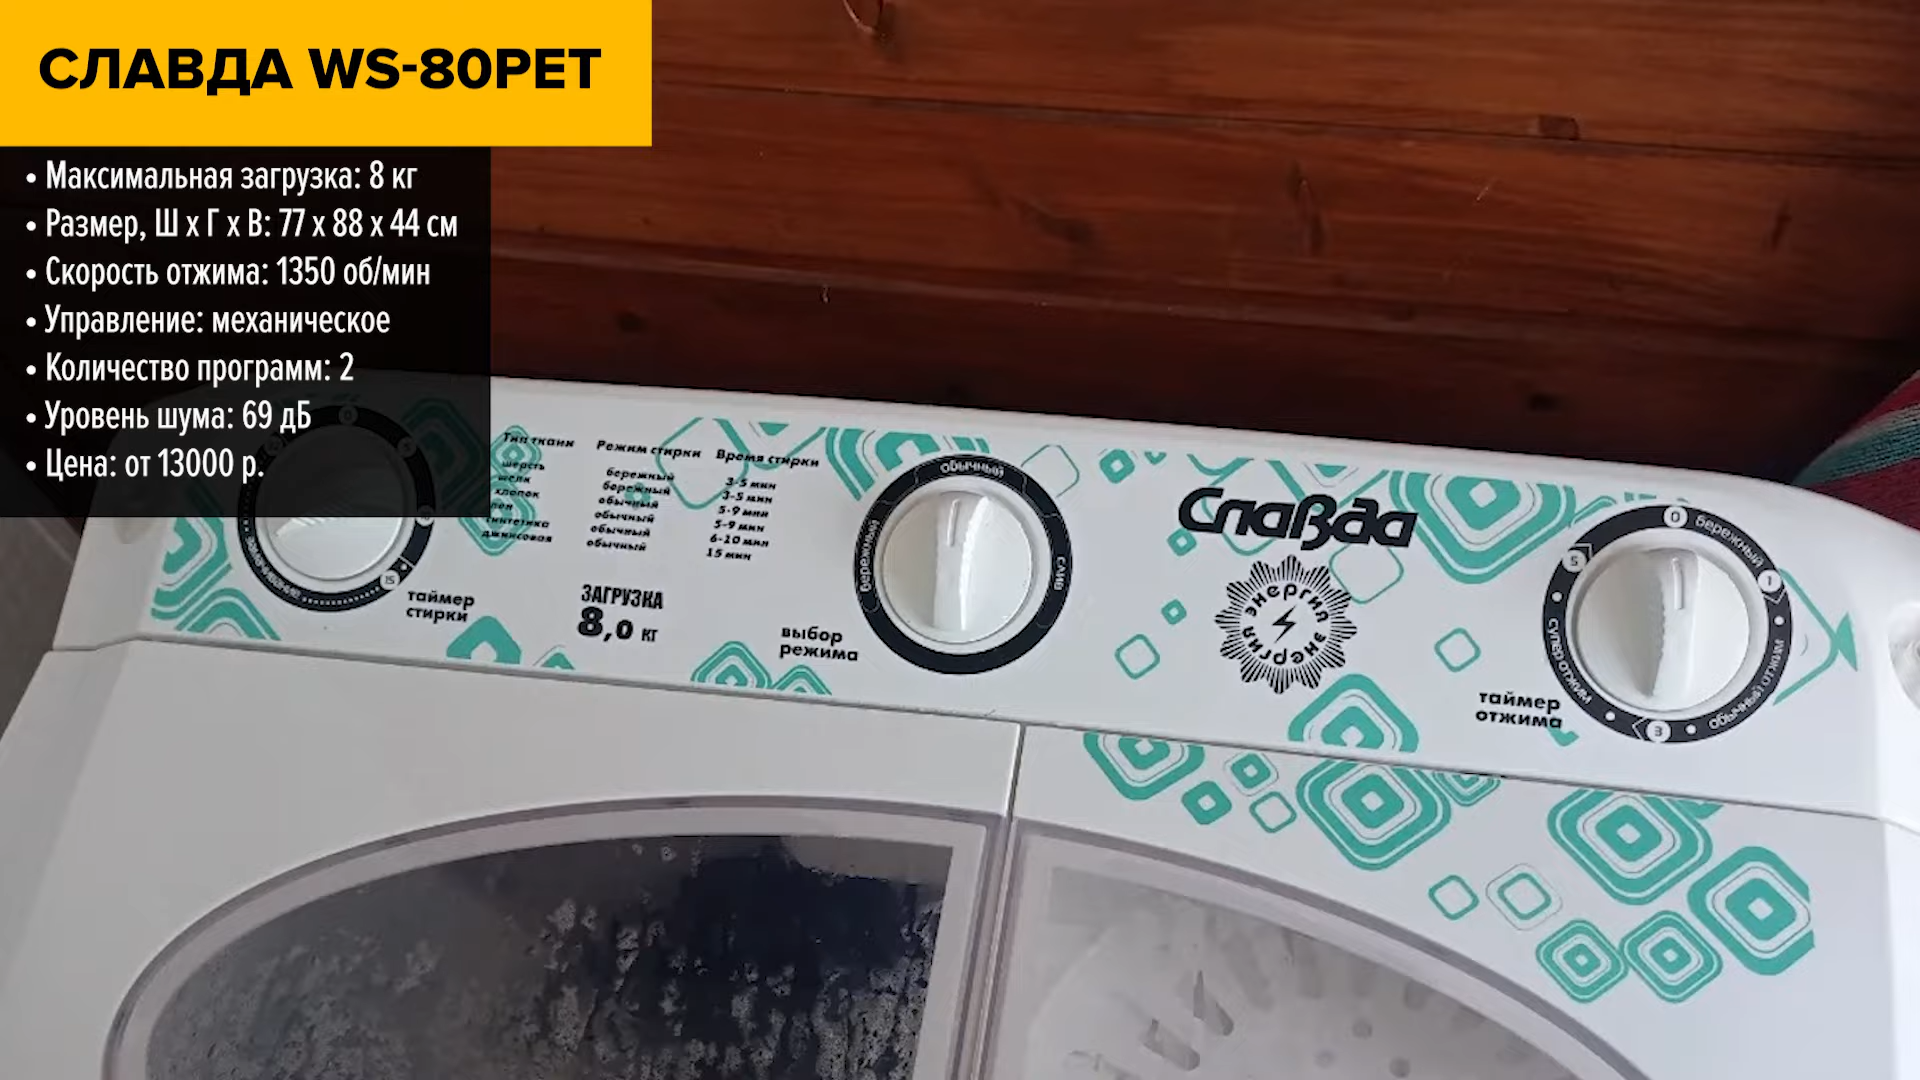 СЛАВДА WS-80PET
• Максимальная загрузка: 8 кг
• Размер, Ш х Г х В: 77 х 88 х 44 см
• Скорость отжима: 1350 об/мин
• Управление: механическое
• Количество программ: 2
• Уровень шума: 69 дБ
• Цена: от 13000 р.
Тип ткани Режим стирки Время стирки
шерсть бережный 3-5 мин
шелк бережный 3-5 мин
хлопок обычный 5-9 мин
лен обычный 5-9 мин
синтетика обычный 6-10 мин
джинсовая обычный 15 мин
15
таймер
стирки
ЗАГРУЗКА
8,0 кг
обычный
бережный
слив
выбор
режима
Славда
энергия энергия
0
бережный
1
обычный отжим
3
супер отжим
5
таймер
отжима